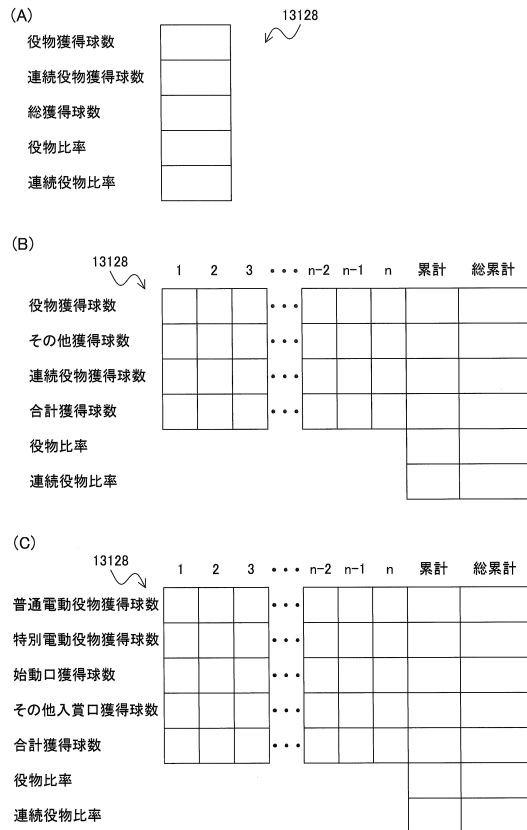 (A)
13128
役物獲得球数
連続役物獲得球数
総獲得球数
役物比率
連続役物比率
(B)
13128
1 2 3 ••• n-2 n-1 n 累計 総累計
役物獲得球数 •••
その他獲得球数 •••
連続役物獲得球数 •••
合計獲得球数 •••
役物比率
連続役物比率
(C)
13128
1 2 3 ••• n-2 n-1 n 累計 総累計
普通電動役物獲得球数 •••
特別電動役物獲得球数 •••
始動口獲得球数 •••
その他入賞口獲得球数 •••
合計獲得球数 •••
役物比率
連続役物比率